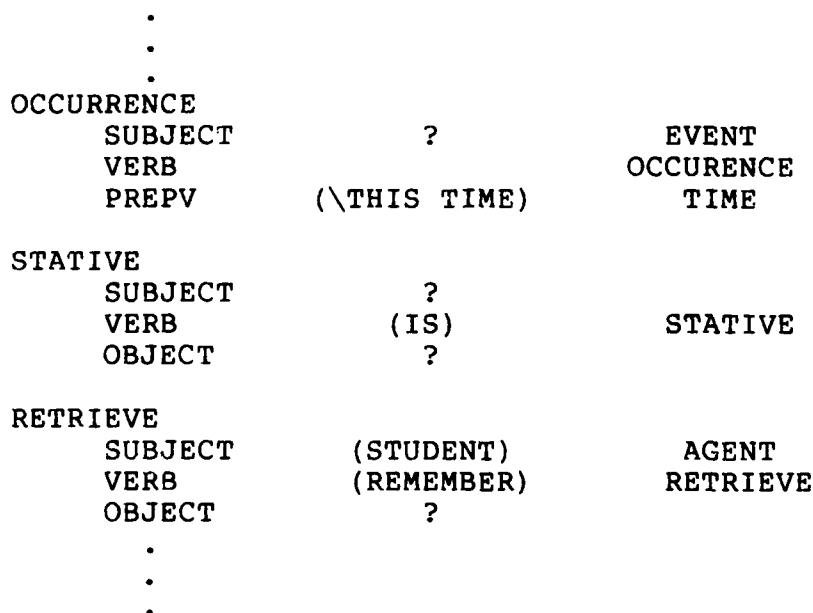 .
.
.
OCCURRENCE
SUBJECT ? EVENT
VERB OCCURENCE
PREPV (\THIS TIME) TIME
STATIVE
SUBJECT ?
VERB (IS) STATIVE
OBJECT ?
RETRIEVE
SUBJECT (STUDENT) AGENT
VERB (REMEMBER) RETRIEVE
OBJECT ?
.
.
.